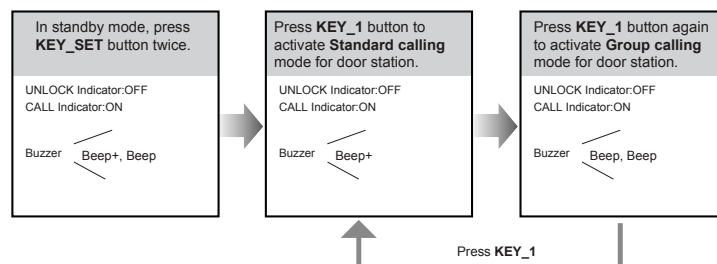 In standby mode, press
KEY_SET button twice.
UNLOCK Indicator:OFF
CALL Indicator:ON
Buzzer
Beep+, Beep
Press KEY_1 button to
activate Standard calling
mode for door station.
UNLOCK Indicator:OFF
CALL Indicator:ON
Buzzer
Beep+
Press KEY_1 button again
to activate Group calling
mode for door station.
UNLOCK Indicator:OFF
CALL Indicator:ON
Buzzer
Beep, Beep
Press KEY_1